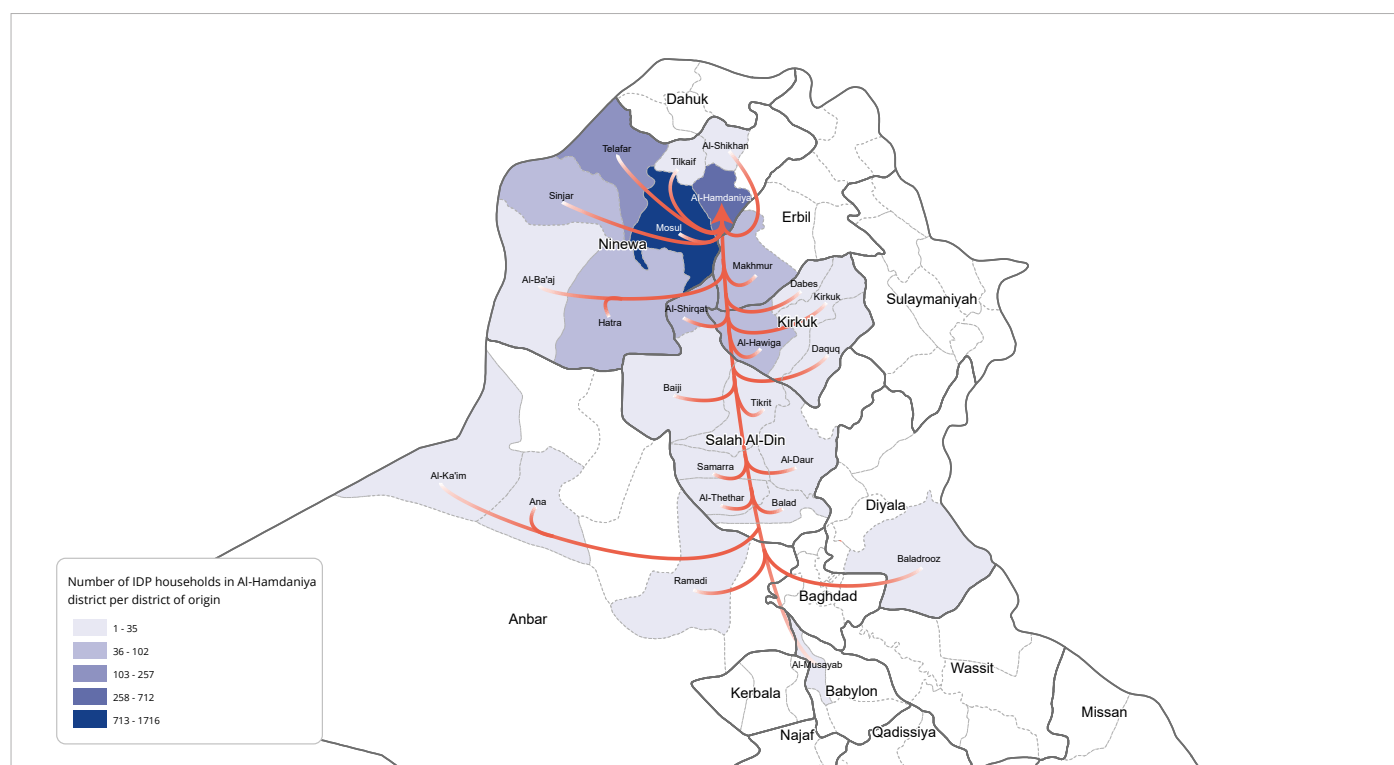 Dahuk
Al-Shikhan
Telafar
Tilkaif
Sinjar
Al-Hamdaniya
Erbil
Mosul
Ninewa
Makhmur
Al-Ba'aj
Dabes
Kirkuk
Sulaymaniyah
Al-Shirqat
Hatra
Kirkuk
Al-Hawiga
Daquq
Baiji
Tikrit
Salah Al-Din
Al-Daur
Samarra
Al-Ka'im
Ana
Al-Thethar
Balad
Diyala
Baladrooz
Ramadi
Baghdad
Anbar
Al-Musayab
Wassit
Kerbala
Babylon
Missan
Najaf
Qadissiya
Number of IDP households in Al-Hamdaniya
district per district of origin
1 - 35
36 - 102
103 - 257
258 - 712
713 - 1716